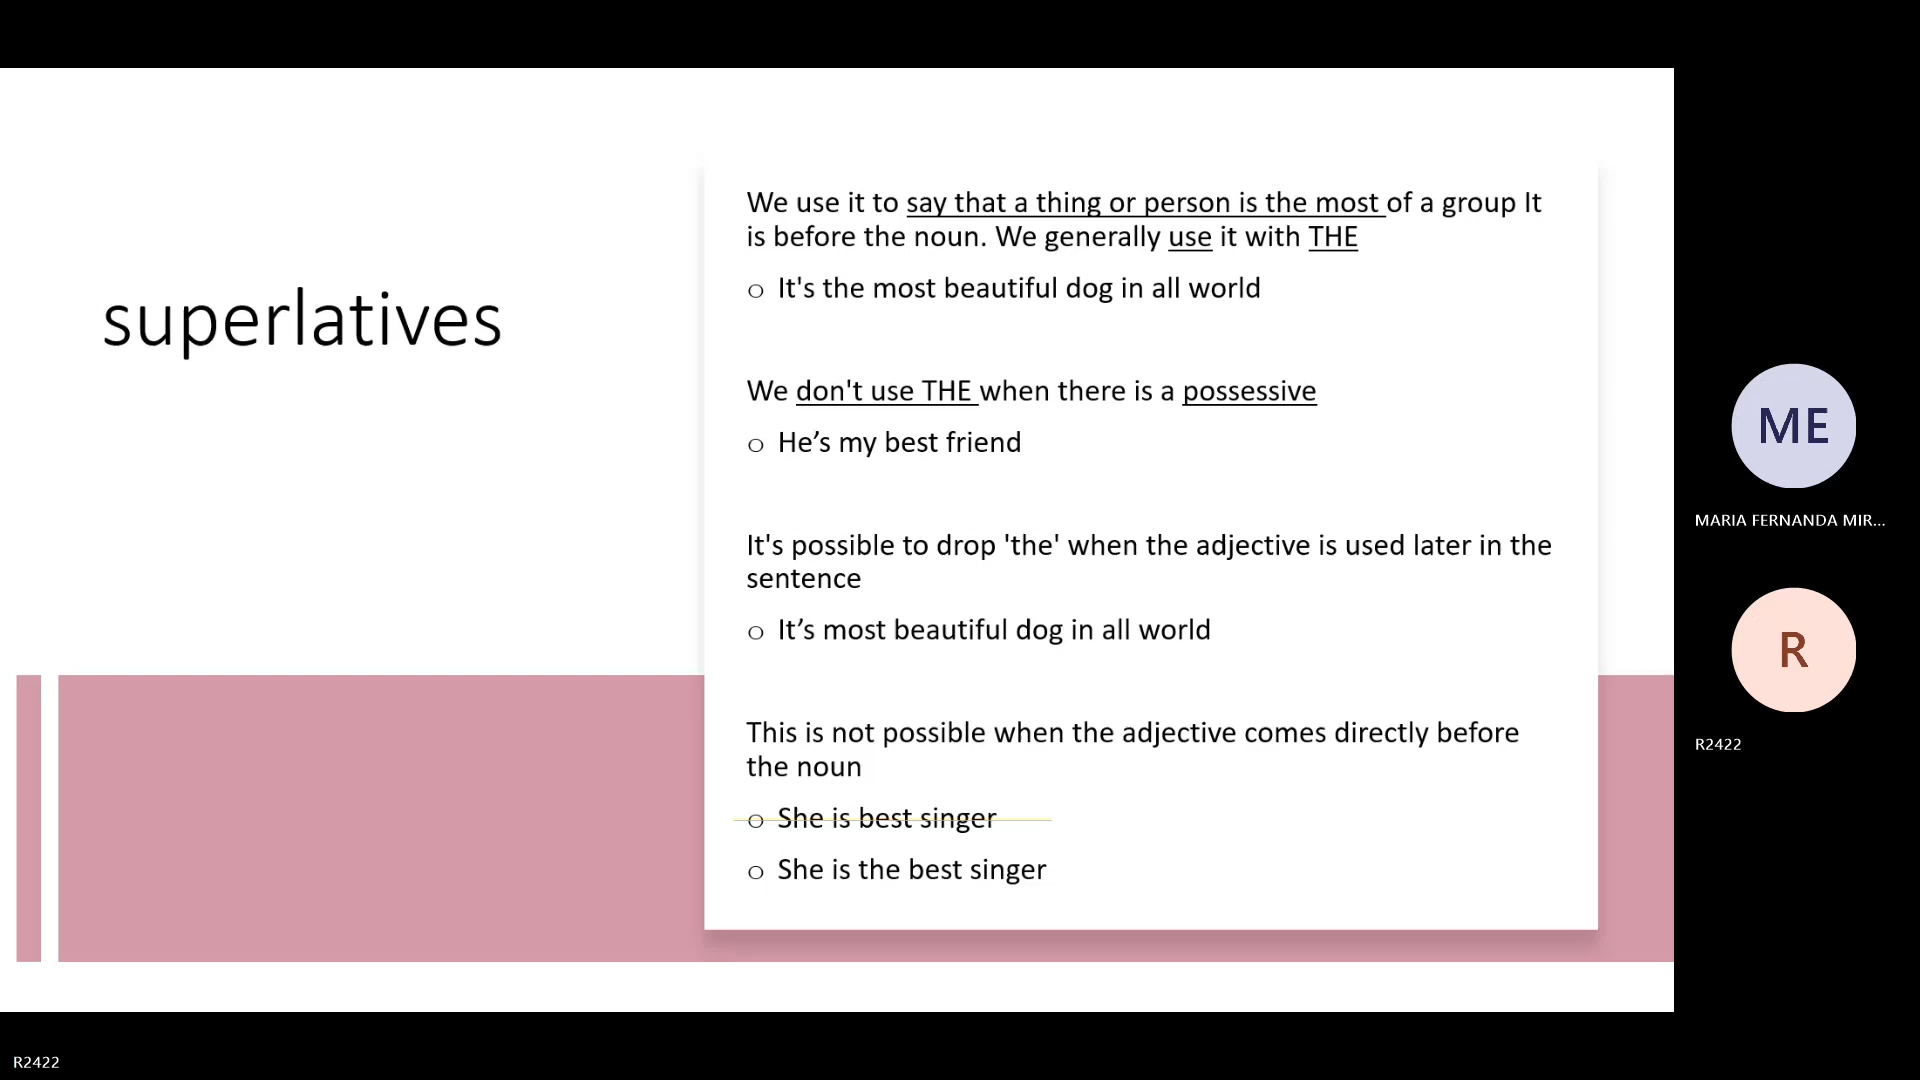 superlatives
We use it to say that a thing or person is the most of a group It
is before the noun. We generally use it with THE
o It's the most beautiful dog in all world
We don't use THE when there is a possessive
o He’s my best friend
It's possible to drop 'the' when the adjective is used later in the
sentence
o It’s most beautiful dog in all world
This is not possible when the adjective comes directly before
the noun
o She is best singer
o She is the best singer
ME
MARIA FERNANDA MIR...
R
R2422
R2422